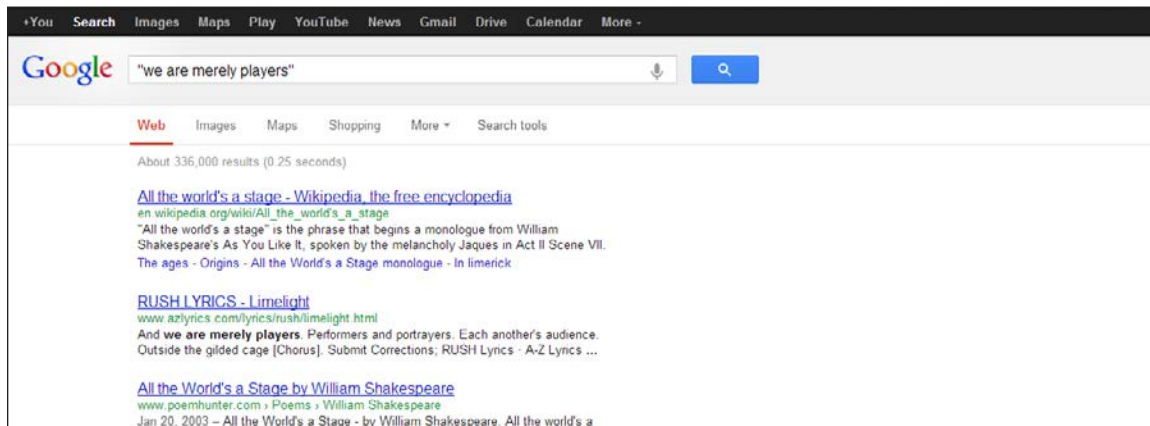 +You Search Images Maps Play YouTube News Gmail Drive Calendar More
Google "we are merely players"
Web Images Maps Shopping More Search tools
About 336,000 results (0.25 seconds)
All the world's a stage - Wikipedia, the free encyclopedia
en.wikipedia.org/wiki/All_the_world's_a_stage
"All the world's a stage" is the phrase that begins a monologue from William
Shakespeare's As You Like It, spoken by the melancholy Jaques in Act II Scene VII.
The ages - Origins - All the World's a Stage monologue - In limerick
RUSH LYRICS - Limelight
www.azlyrics.com/lyrics/rush/limelight.html
And we are merely players. Performers and portrayers. Each another's audience.
Outside the gilded cage [Chorus]. Submit Corrections; RUSH Lyrics · A-Z Lyrics ...
All the World's a Stage by William Shakespeare
www.poemhunter.com › Poems › William Shakespeare
Jan 20, 2003 – All the World's a Stage - by William Shakespeare. All the world's a